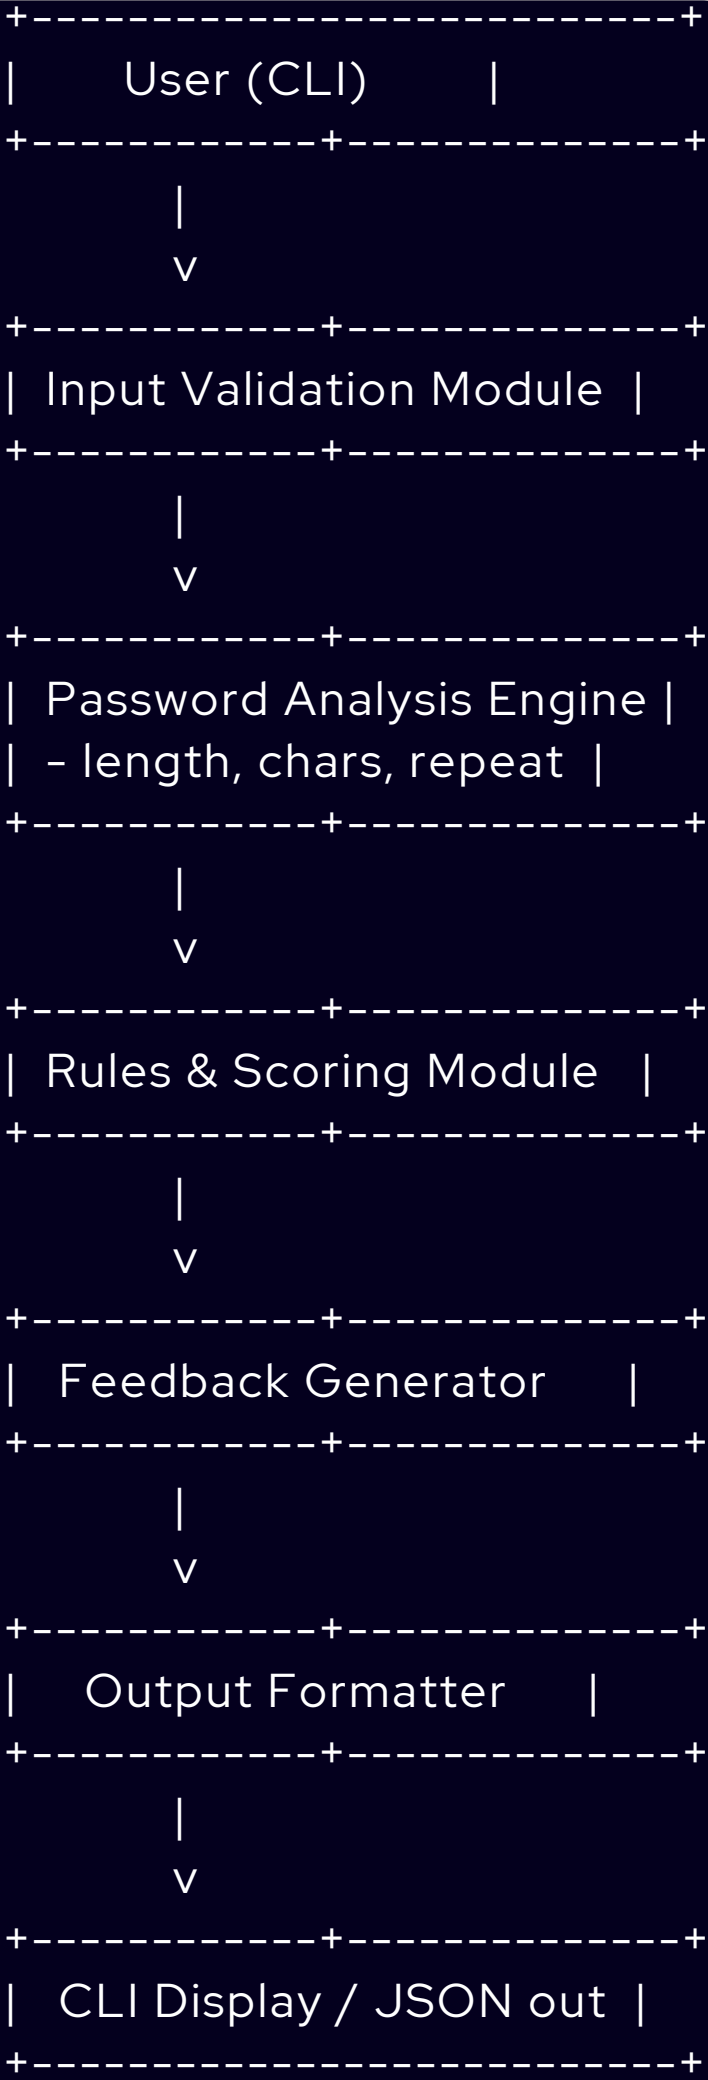 +---------------------------+
|        User (CLI)         |
+------------+--------------+
             |
             v
+------------+--------------+
|  Input Validation Module  |
+------------+--------------+
             |
             v
+------------+--------------+
|  Password Analysis Engine |
|  - length, chars, repeat  |
+------------+--------------+
             |
             v
+------------+--------------+
|  Rules & Scoring Module   |
+------------+--------------+
             |
             v
+------------+--------------+
|   Feedback Generator      |
+------------+--------------+
             |
             v
+------------+--------------+
|     Output Formatter      |
+------------+--------------+
             |
             v
+------------+--------------+
|   CLI Display / JSON out  |
+---------------------------+